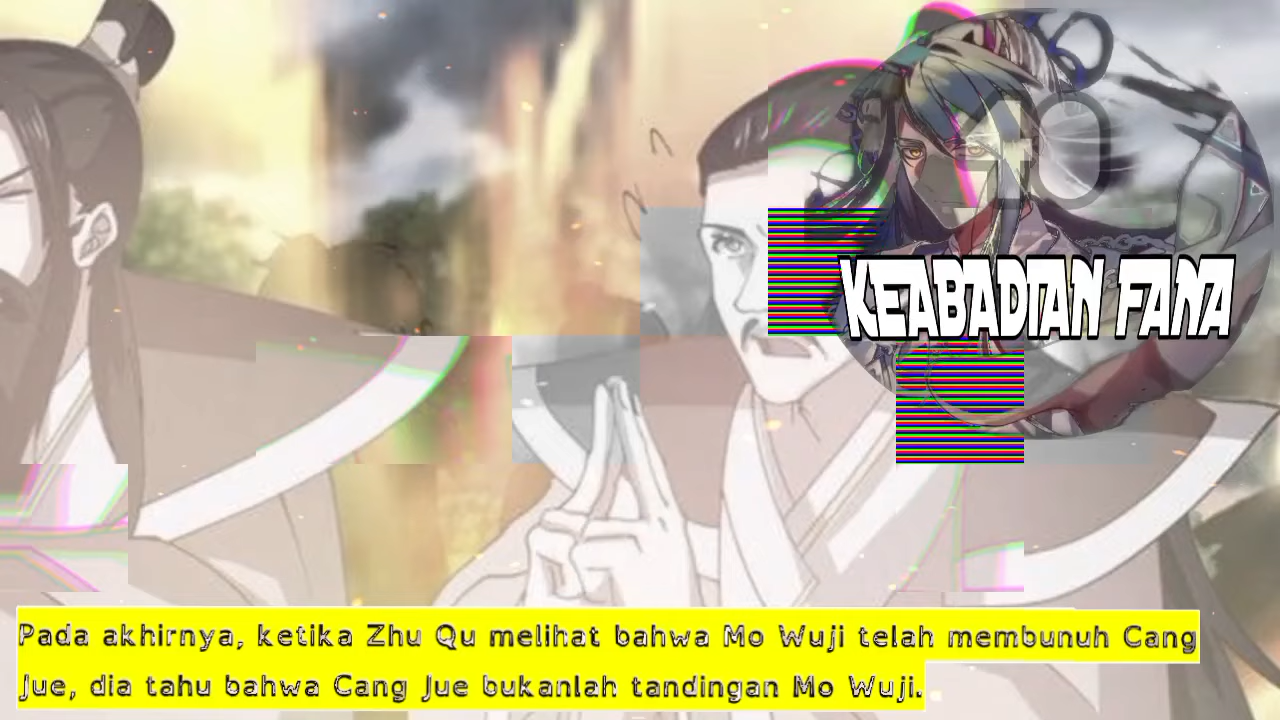 KEABADIAN FANA
Pada akhirnya, ketika Zhu Qu melihat bahwa Mo Wuji telah membunuh Cang
Jue, dia tahu bahwa Cang Jue bukanlah tandingan Mo Wuji.